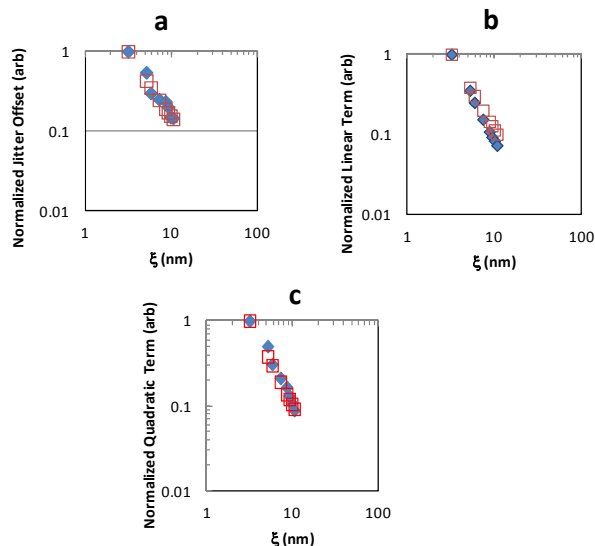 a
Normalized Jitter Offset (arb)
1
0.1
0.01
1 10 100
ξ (nm)
b
Normalized Linear Term (arb)
1
0.1
0.01
1 10 100
ξ (nm)
c
Normalized Quadratic Term (arb)
1
0.1
0.01
1 10 100
ξ (nm)